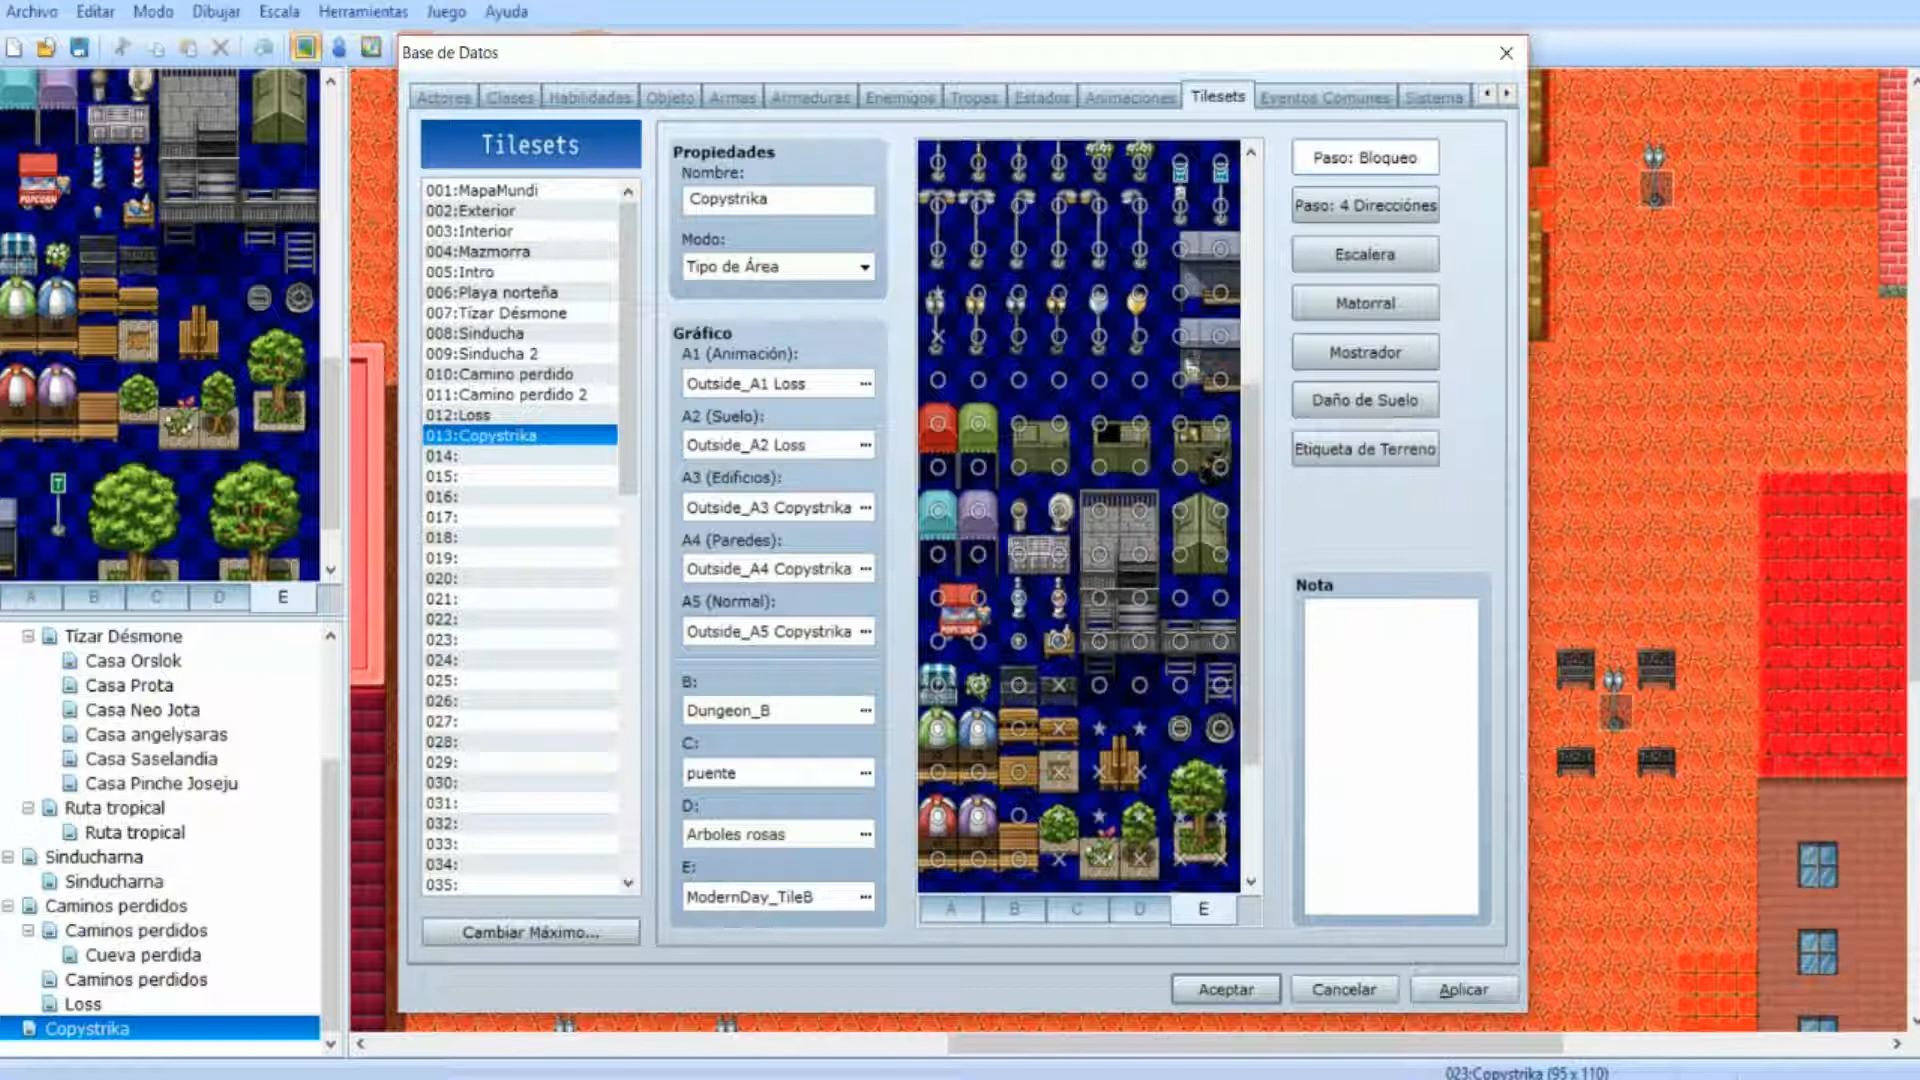 Archivo Editar Modo Dibujar Escala Herramientas Juego Ayuda
Base de Datos
Actores Clases Habilidades Objeto Armas Armaduras Enemigos Tropas Estados Animaciones Tilesets Eventos Comunes Sistema
Tilesets
001:MapaMundi
002:Exterior
003:Interior
004:Mazmorra
005:Intro
006:Playa norteña
007:Tízar Désmone
008:Sinducha
009:Sinducha 2
010:Camino perdido
011:Camino perdido 2
012:Loss
013:Copystrika
014:
015:
016:
017:
018:
019:
020:
021:
022:
023:
024:
025:
026:
027:
028:
029:
030:
031:
032:
033:
034:
035:
Cambiar Máximo...
Propiedades
Nombre:
Copystrika
Modo:
Tipo de Área
Gráfico
A1 (Animación):
Outside_A1 Loss
A2 (Suelo):
Outside_A2 Loss
A3 (Edificios):
Outside_A3 Copystrika
A4 (Paredes):
Outside_A4 Copystrika
A5 (Normal):
Outside_A5 Copystrika
B:
Dungeon_B
C:
puente
D:
Arboles rosas
E:
ModernDay_TileB
POPCORN
A B C D E
Paso: Bloqueo
Paso: 4 Direcciónes
Escalera
Matorral
Mostrador
Daño de Suelo
Etiqueta de Terreno
Nota
Aceptar Cancelar Aplicar
POPCORN
T
A B C D E
Tízar Désmone
Casa Orslok
Casa Prota
Casa Neo Jota
Casa angelysaras
Casa Saselandia
Casa Pinche Joseju
Ruta tropical
Ruta tropical
Sinducharna
Sinducharna
Caminos perdidos
Caminos perdidos
Cueva perdida
Caminos perdidos
Loss
Copystrika
023:Copystrika (95 x 110)